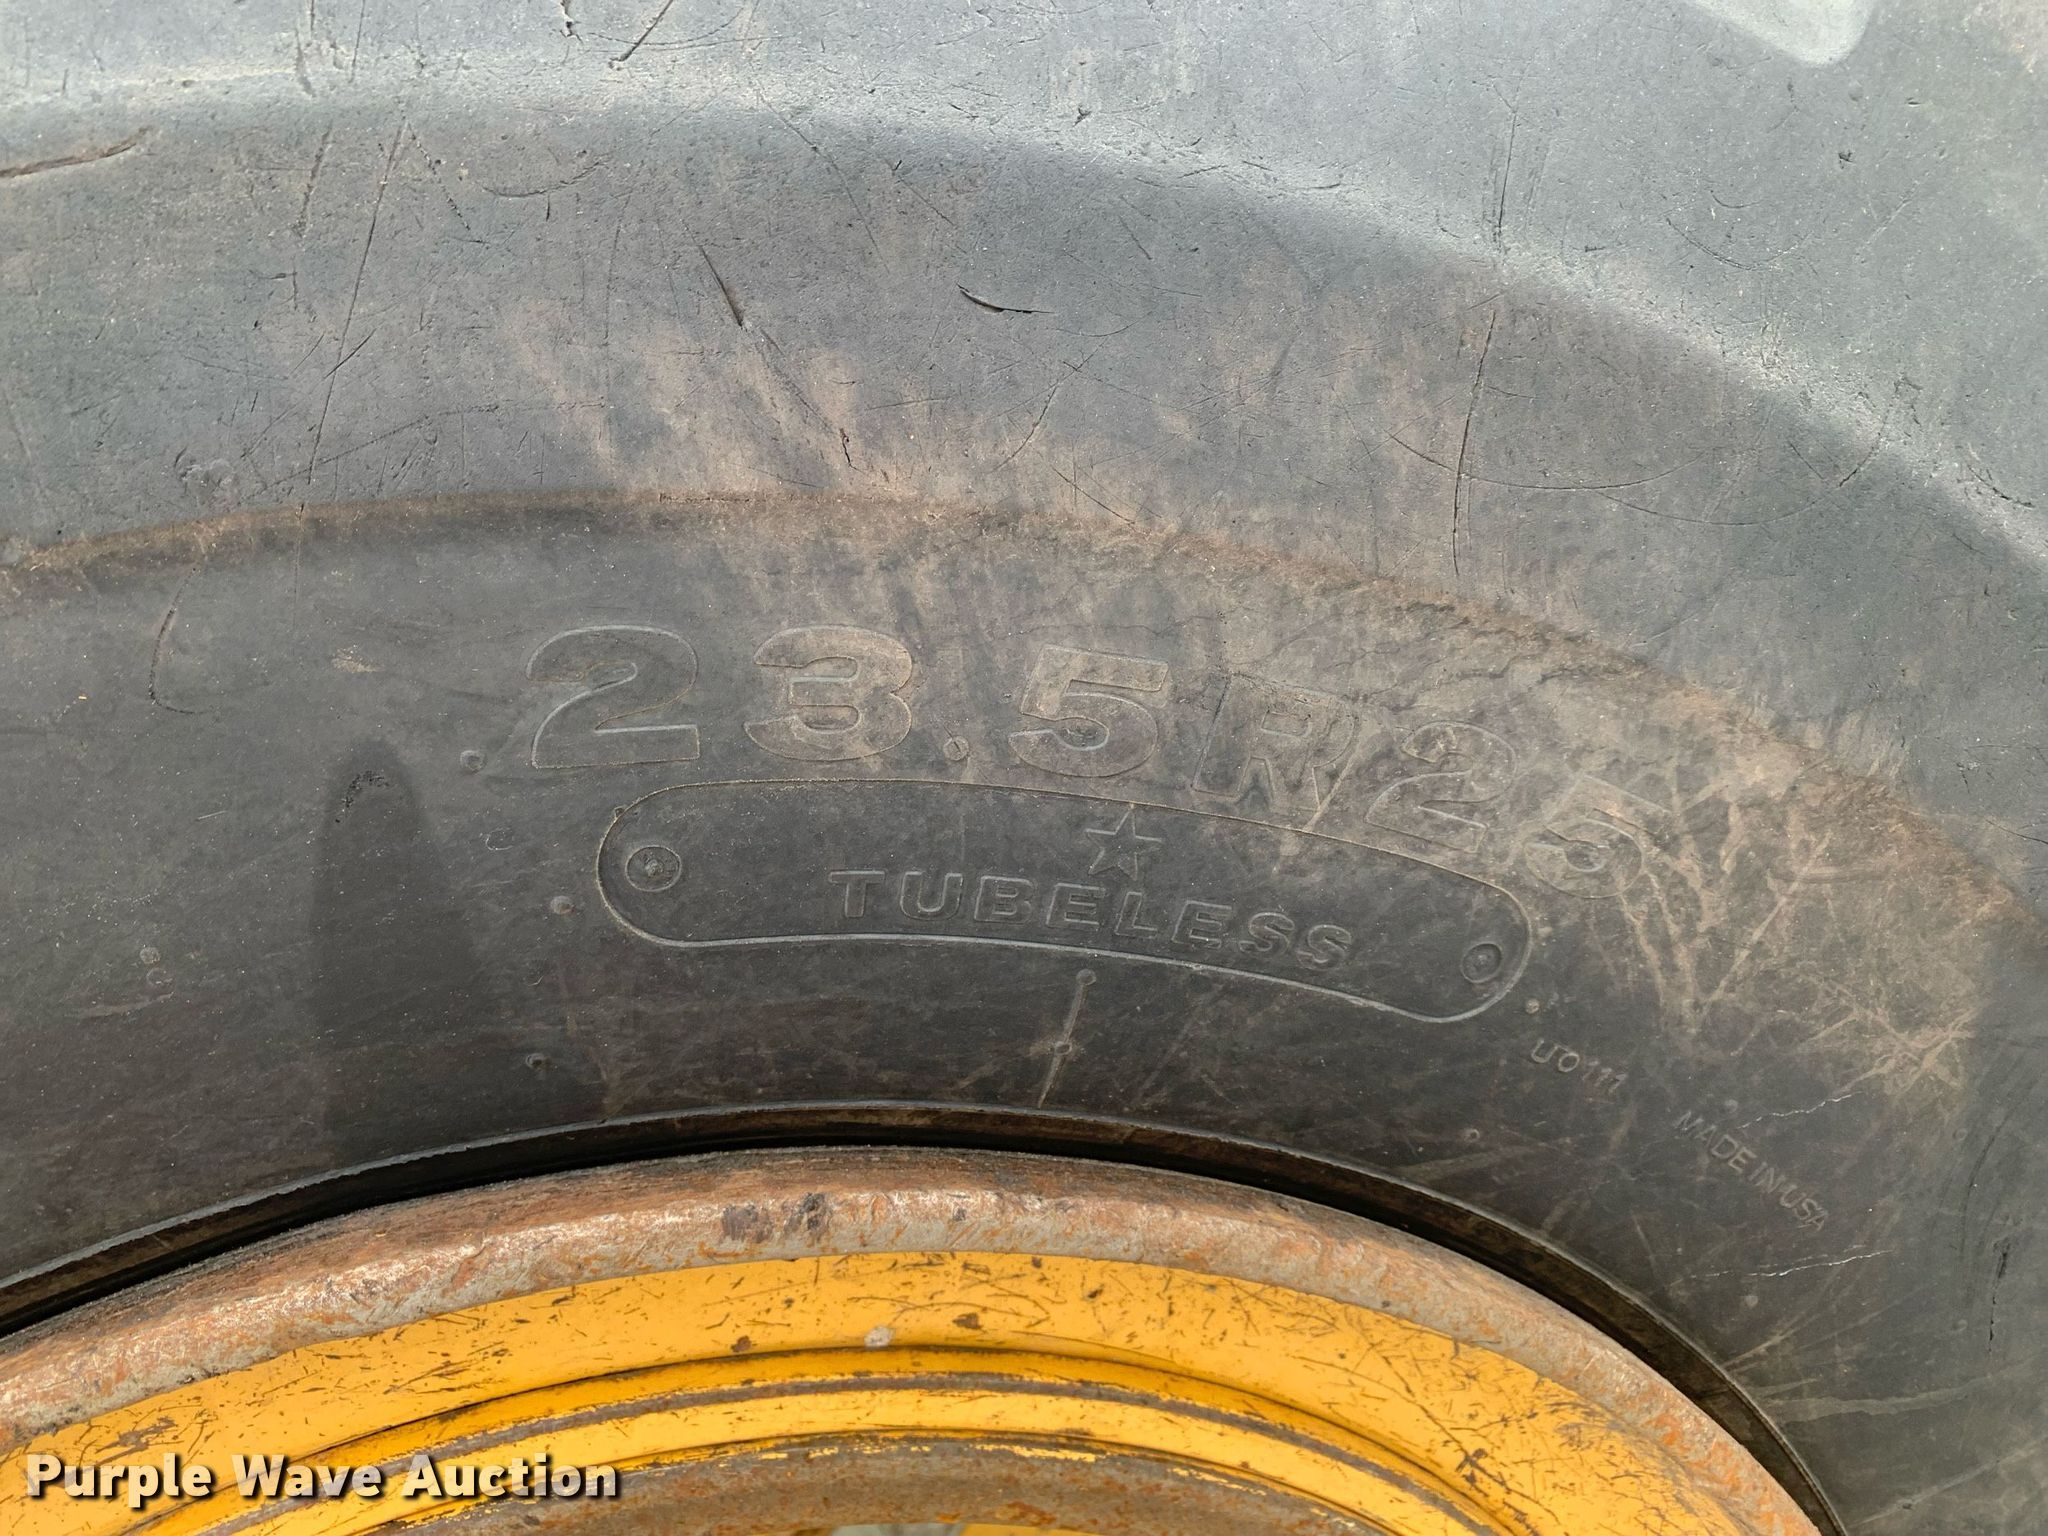 23.5R25
TUBELESS
U0111
MADE IN USA
Purple Wave Auction